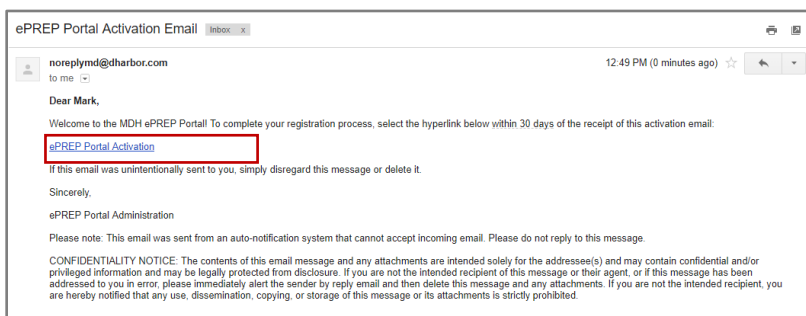 ePREP Portal Activation Email Inbox x
noreplymd@dharbor.com 12:49 PM (0 minutes ago)
to me
Dear Mark,
Welcome to the MDH ePREP Portal! To complete your registration process, select the hyperlink below within 30 days of the receipt of this activation email:
ePREP Portal Activation
If this email was unintentionally sent to you, simply disregard this message or delete it.
Sincerely,
ePREP Portal Administration
Please note: This email was sent from an auto-notification system that cannot accept incoming email. Please do not reply to this message.
CONFIDENTIALITY NOTICE: The contents of this email message and any attachments are intended solely for the addressee(s) and may contain confidential and/or
privileged information and may be legally protected from disclosure. If you are not the intended recipient of this message or their agent, or if this message has been
addressed to you in error, please immediately alert the sender by reply email and then delete this message and any attachments. If you are not the intended recipient, you
are hereby notified that any use, dissemination, copying, or storage of this message or its attachments is strictly prohibited.